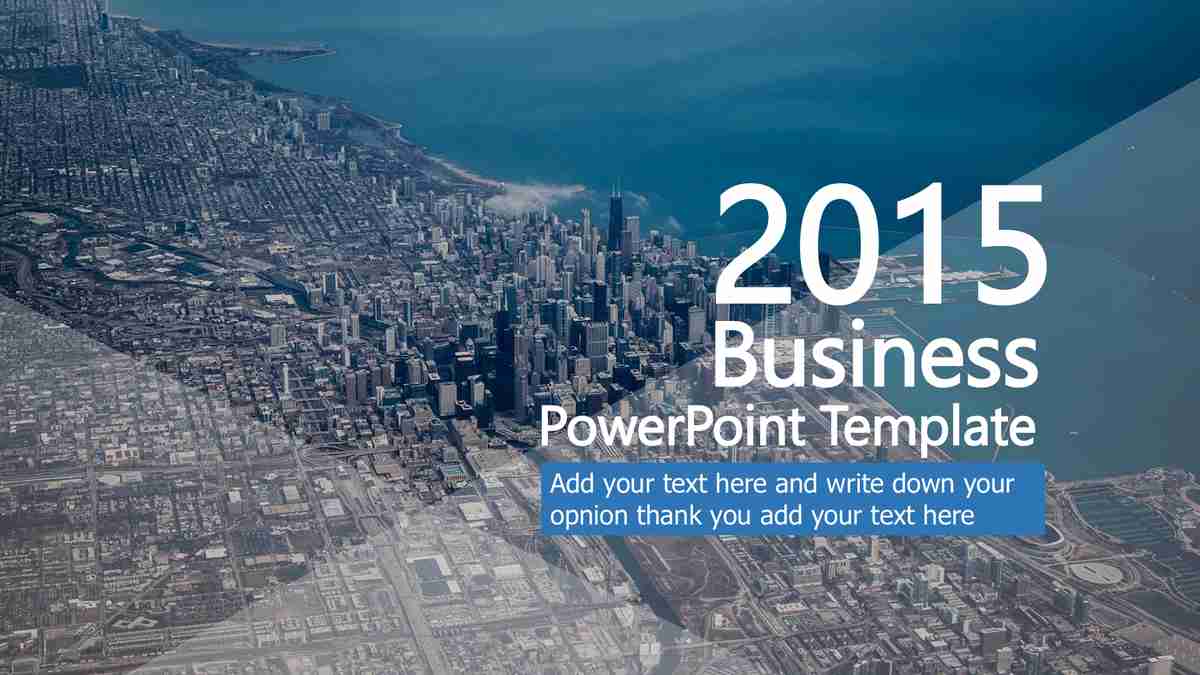 2015
Business
PowerPoint Template
Add your text here and write down your
opnion thank you add your text here